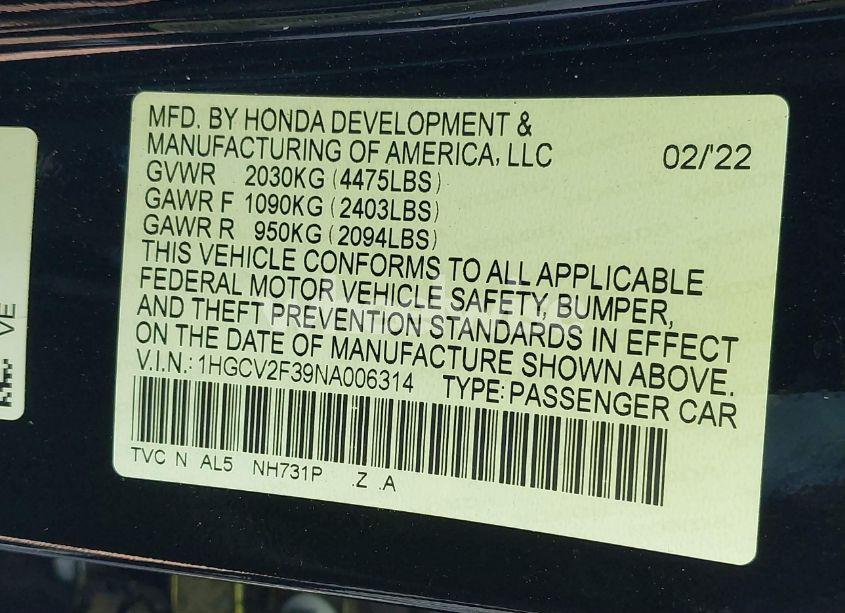 MFD. BY HONDA DEVELOPMENT &
MANUFACTURING OF AMERICA, LLC 02/'22
GVWR 2030KG (4475LBS)
GAWR F 1090KG (2403LBS)
GAWR R 950KG (2094LBS)
THIS VEHICLE CONFORMS TO ALL APPLICABLE
FEDERAL MOTOR VEHICLE SAFETY, BUMPER,
AND THEFT PREVENTION STANDARDS IN EFFECT
ON THE DATE OF MANUFACTURE SHOWN ABOVE.
V.I.N.: 1HGCV2F39NA006314 TYPE: PASSENGER CAR
TVC N AL5 NH731P .Z .A
VE